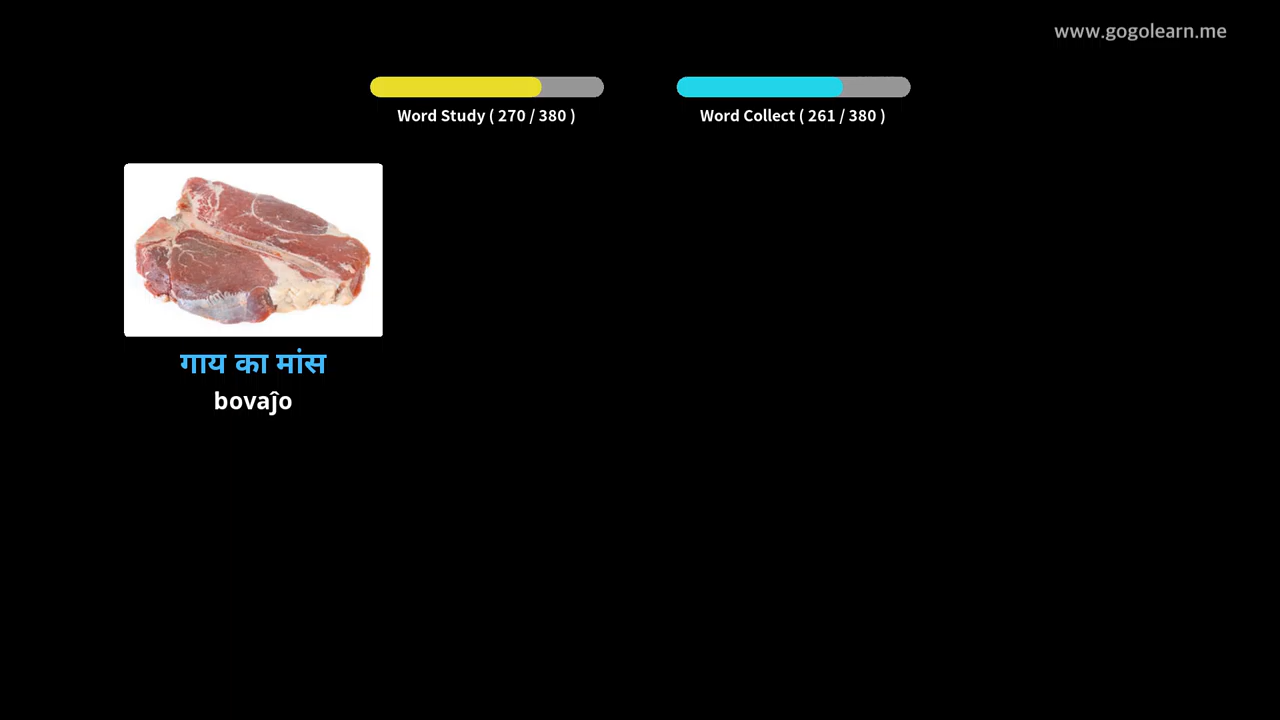 www.gogolearn.me
Word Study ( 270 / 380 )
Word Collect ( 261 / 380 )
गाय का मांस
bovaĵo